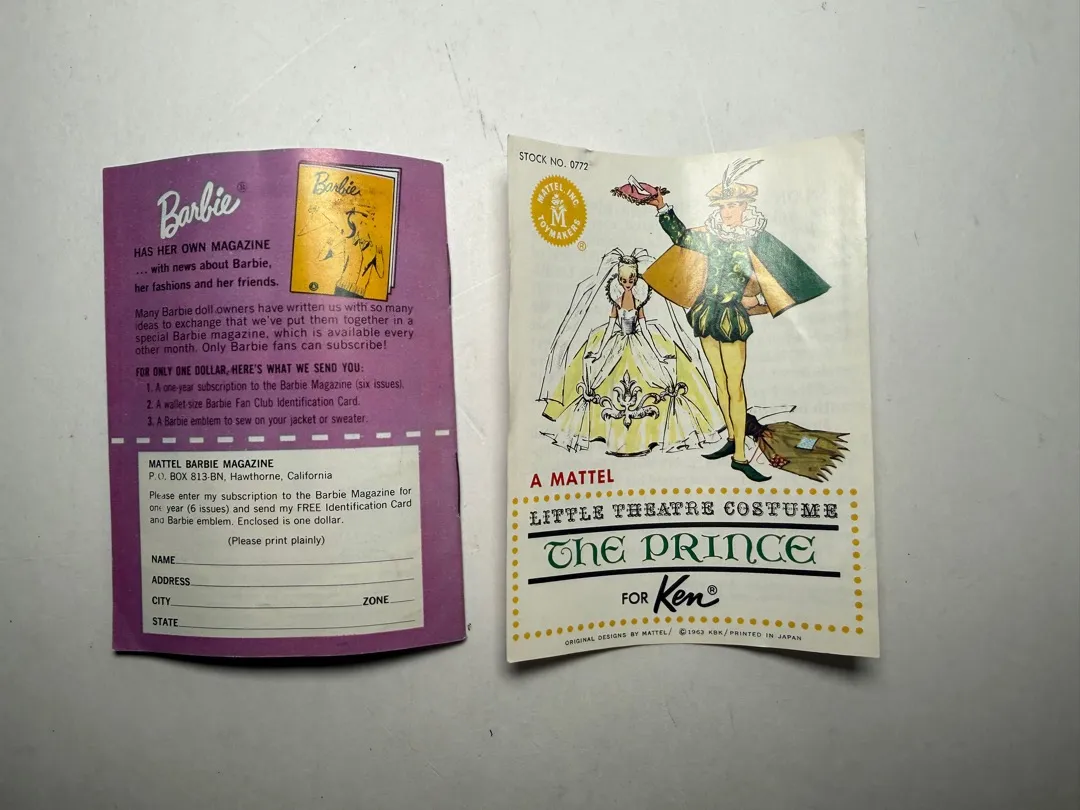 Barbie®
HAS HER OWN MAGAZINE
... with news about Barbie,
her fashions and her friends.
Barbie
Many Barbie doll owners have written us with so many
ideas to exchange that we've put them together in a
special Barbie magazine, which is available every
other month. Only Barbie fans can subscribe!
FOR ONLY ONE DOLLAR, HERE'S WHAT WE SEND YOU:
1. A one-year subscription to the Barbie Magazine (six issues).
2. A wallet-size Barbie Fan Club Identification Card.
3. A Barbie emblem to sew on your jacket or sweater.
MATTEL BARBIE MAGAZINE
P.O. BOX 813-BN, Hawthorne, California
Please enter my subscription to the Barbie Magazine for
one year (6 issues) and send my FREE Identification Card
and Barbie emblem. Enclosed is one dollar.
(Please print plainly)
NAME
ADDRESS
CITY ZONE
STATE
STOCK NO. 0772
MATTEL, INC.
M
TOYMAKERS
®
A MATTEL
LITTLE THEATRE COSTUME
THE PRINCE
FOR Ken®
ORIGINAL DESIGNS BY MATTEL/ ©1963 KBK/PRINTED IN JAPAN